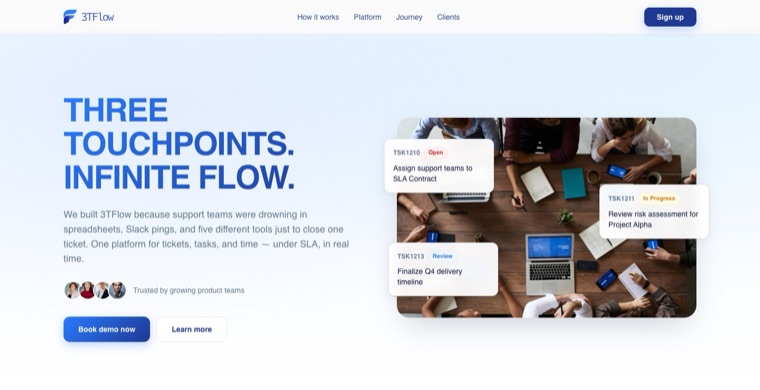 3TFlow
How it works
Platform
Journey
Clients
Sign up
THREE
TOUCHPOINTS.
INFINITE FLOW.
We built 3TFlow because support teams were drowning in
spreadsheets, Slack pings, and five different tools just to close one
ticket. One platform for tickets, tasks, and time — under SLA, in real
time.
Trusted by growing product teams
Book demo now
Learn more
TSK1210 Open
Assign support teams to
SLA Contract
TSK1211 In Progress
Review risk assessment for
Project Alpha
TSK1213 Review
Finalize Q4 delivery
timeline